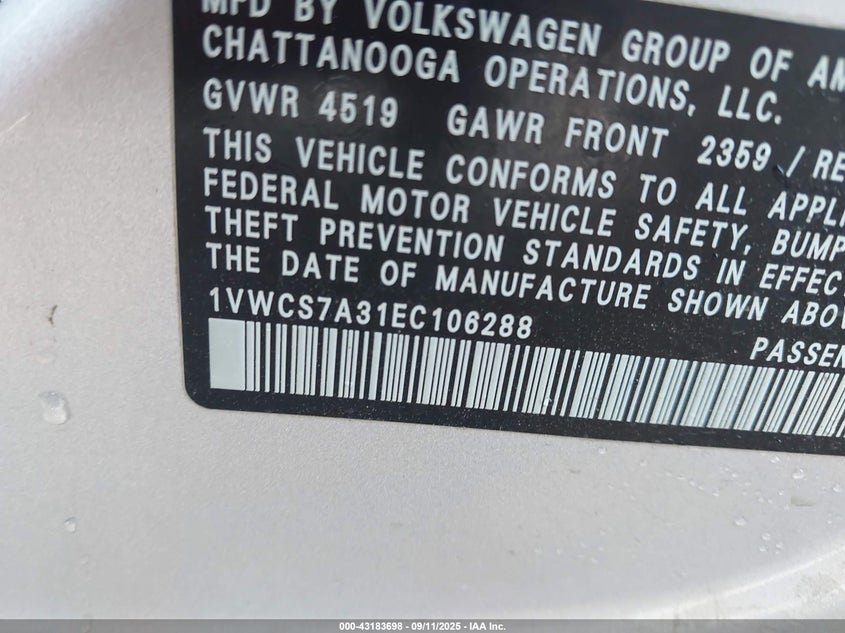 MFD BY VOLKSWAGEN GROUP OF AM
CHATTANOOGA OPERATIONS, LLC.
GVWR 4519 GAWR FRONT 2359 / RE
THIS VEHICLE CONFORMS TO ALL APPLI
FEDERAL MOTOR VEHICLE SAFETY, BUMP
THEFT PREVENTION STANDARDS IN EFFEC
THE DATE OF MANUFACTURE SHOWN ABOV
1VWCS7A31EC106288
PASSEN
000-43183698 - 09/11/2025 - IAA Inc.